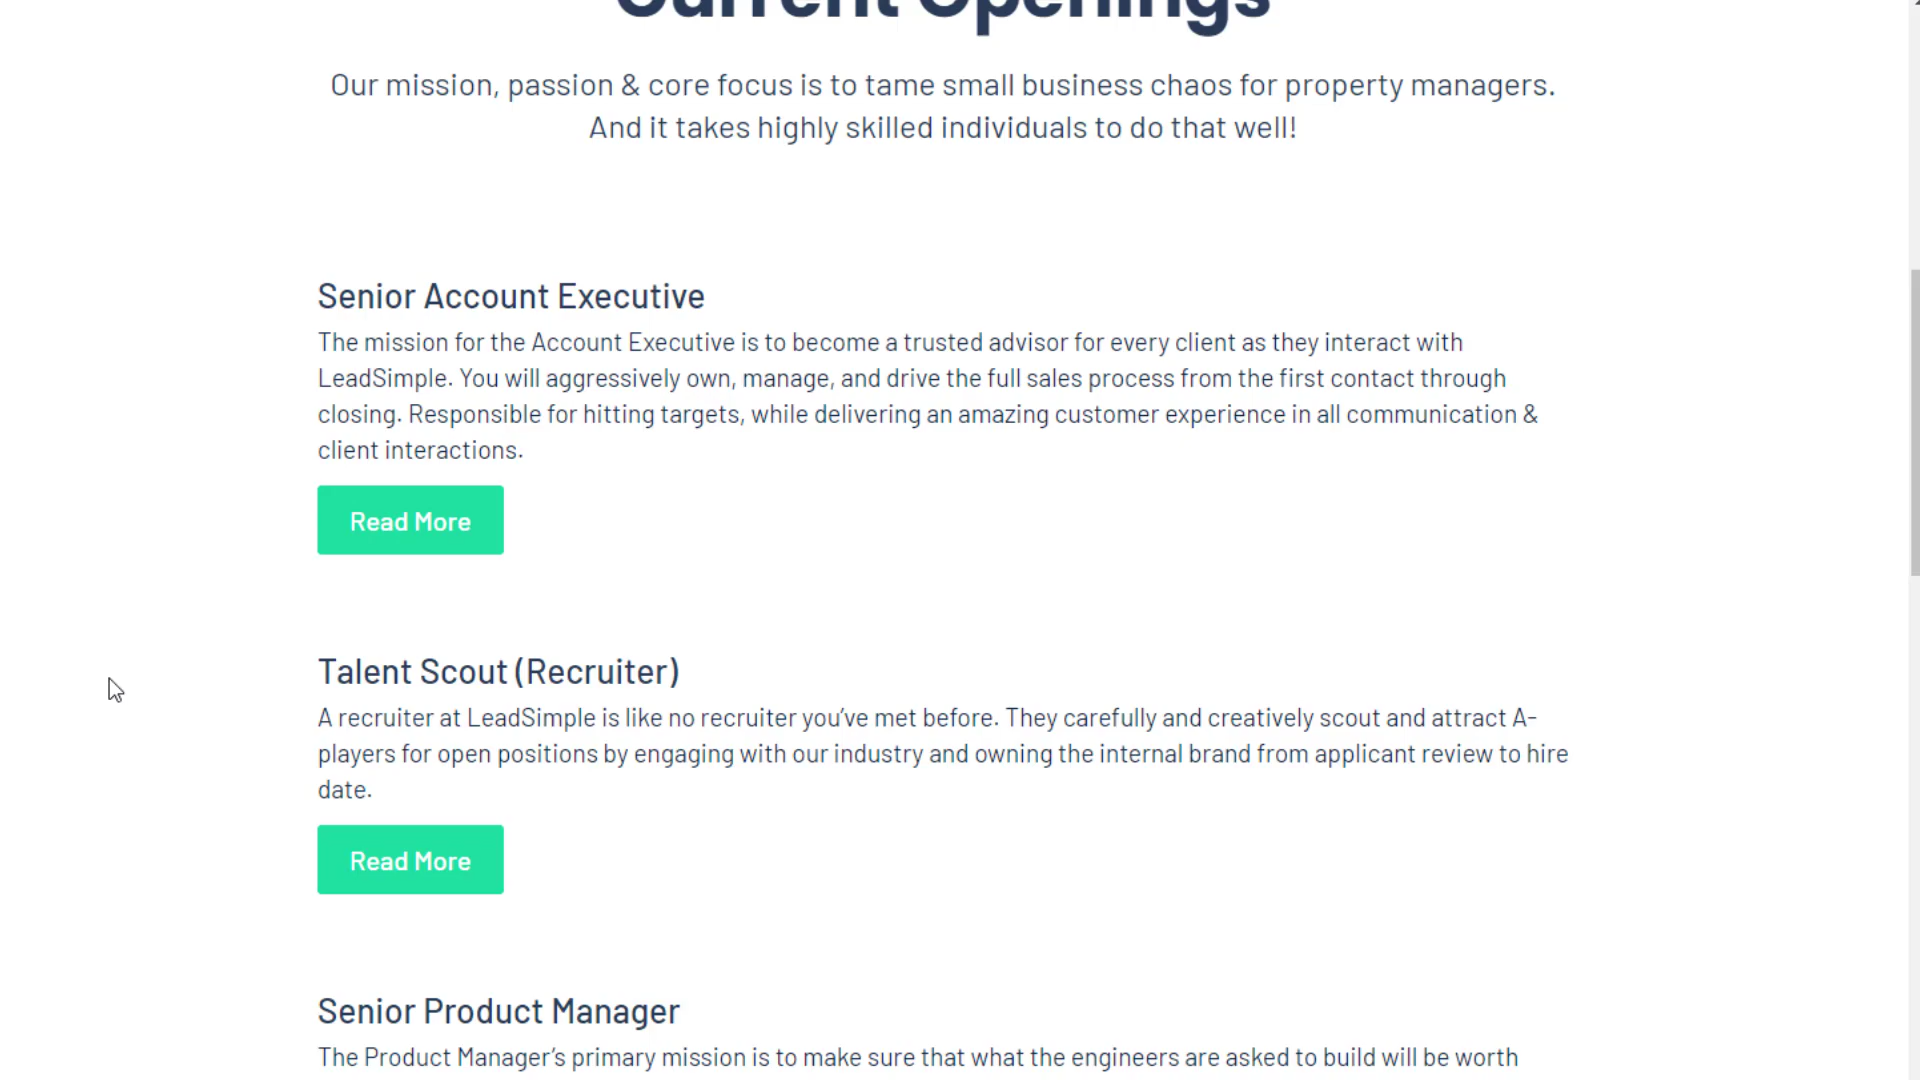 Current Openings
Our mission, passion & core focus is to tame small business chaos for property managers.
And it takes highly skilled individuals to do that well!
Senior Account Executive
The mission for the Account Executive is to become a trusted advisor for every client as they interact with
LeadSimple. You will aggressively own, manage, and drive the full sales process from the first contact through
closing. Responsible for hitting targets, while delivering an amazing customer experience in all communication &
client interactions.
Read More
Talent Scout (Recruiter)
A recruiter at LeadSimple is like no recruiter you’ve met before. They carefully and creatively scout and attract A-
players for open positions by engaging with our industry and owning the internal brand from applicant review to hire
date.
Read More
Senior Product Manager
The Product Manager’s primary mission is to make sure that what the engineers are asked to build will be worth